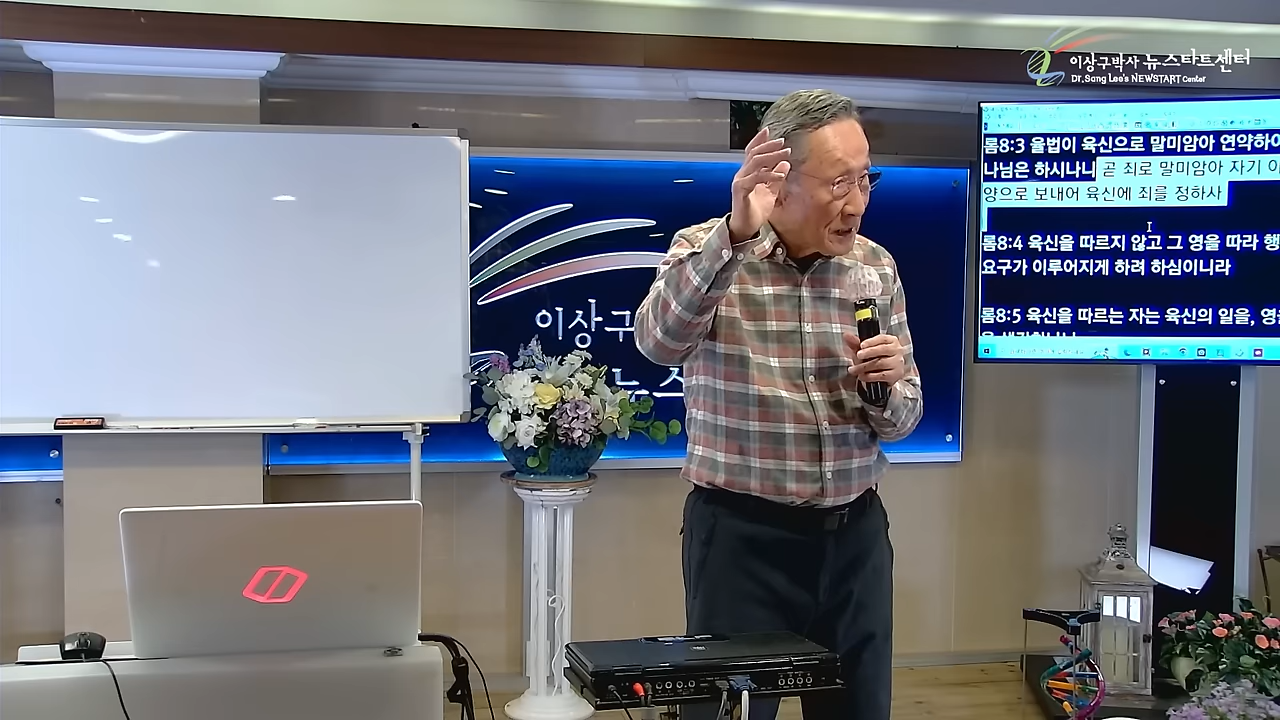 이상구박사 뉴스타트센터
Dr. Sang Lee's NEWSTART Center
롬8:3 율법이 육신으로 말미암아 연약하여
나님은 하시나니 곧 죄로 말미암아 자기 아
양으로 보내어 육신에 죄를 정하사
롬8:4 육신을 따르지 않고 그 영을 따라 행
요구가 이루어지게 하려 하심이니라
롬8:5 육신을 따르는 자는 육신의 일을, 영을
이상구
뉴스